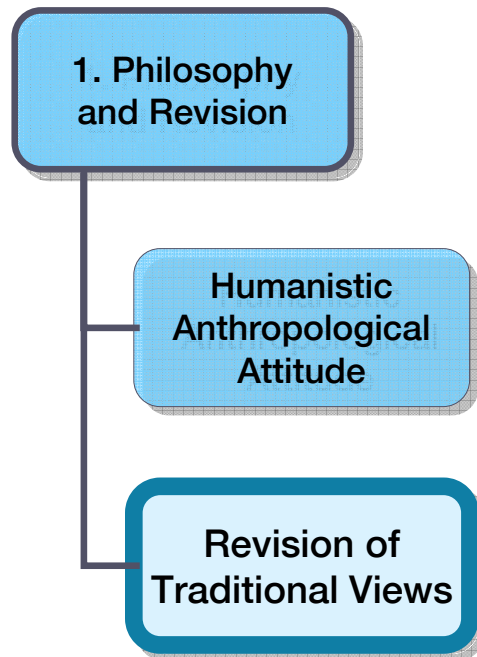 1. Philosophy
and Revision
Humanistic
Anthropological
Attitude
Revision of
Traditional Views